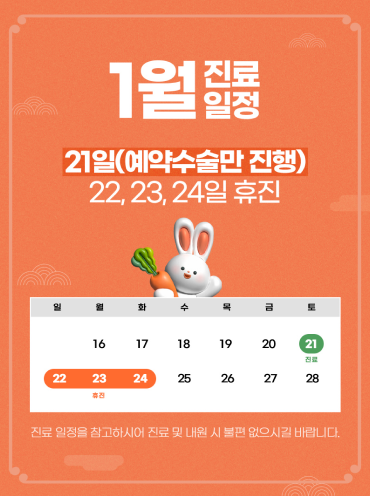 1월 진료
일정
21일(예약수술만 진행)
22, 23, 24일 휴진
일 월 화 수 목 금 토
16 17 18 19 20 21
진료
22 23 24 25 26 27 28
휴진
진료 일정을 참고하시어 진료 및 내원 시 불편 없으시길 바랍니다.